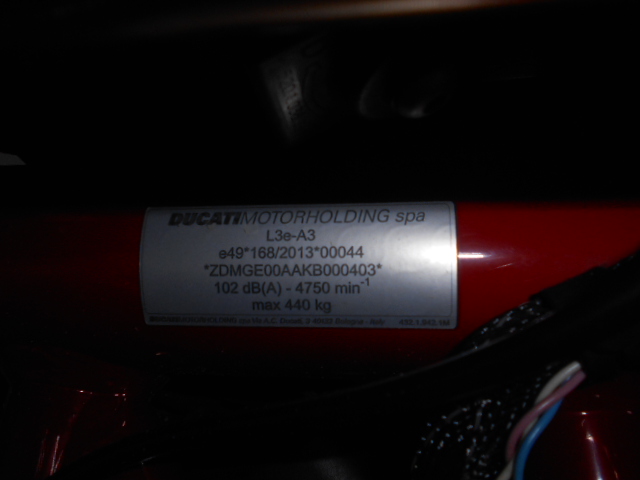 DUCATIMOTORHOLDING spa
L3e-A3
e49*168/2013*00044
*ZDMGE00AAKB000403*
102 dB(A) - 4750 min-1
max 440 kg